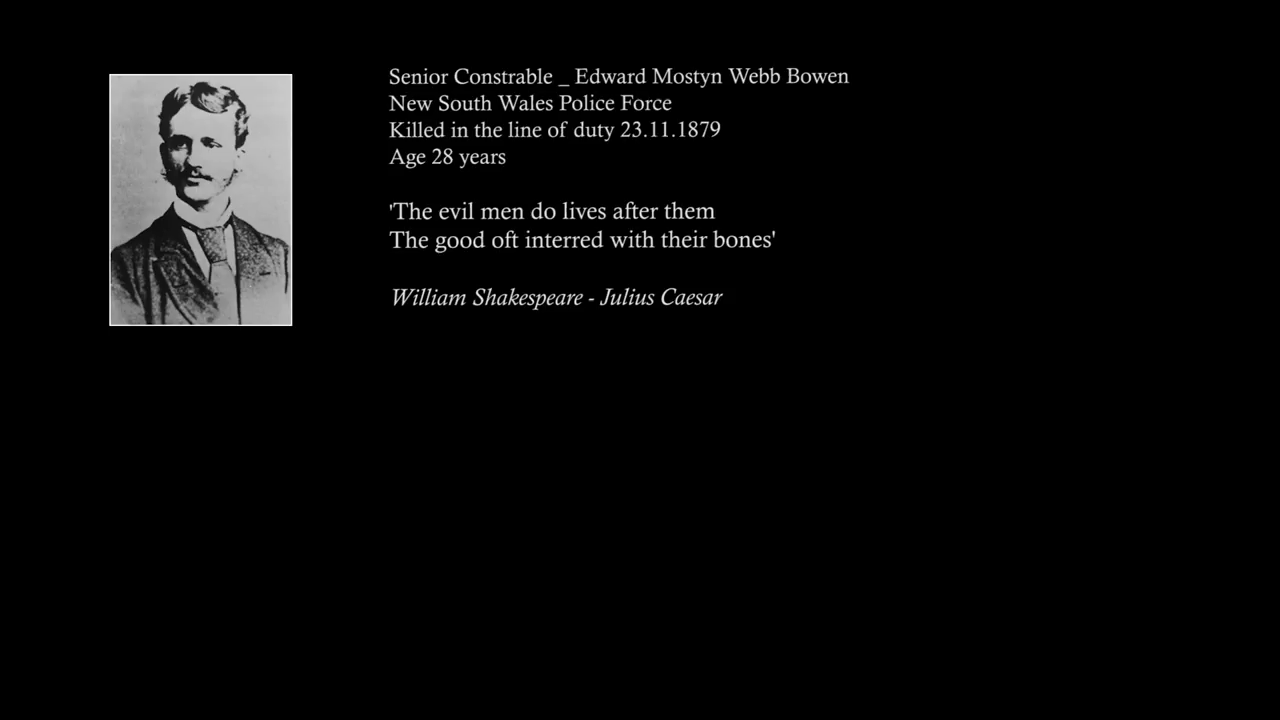 Senior Constrable _ Edward Mostyn Webb Bowen
New South Wales Police Force
Killed in the line of duty 23.11.1879
Age 28 years
'The evil men do lives after them
The good oft interred with their bones'
William Shakespeare - Julius Caesar